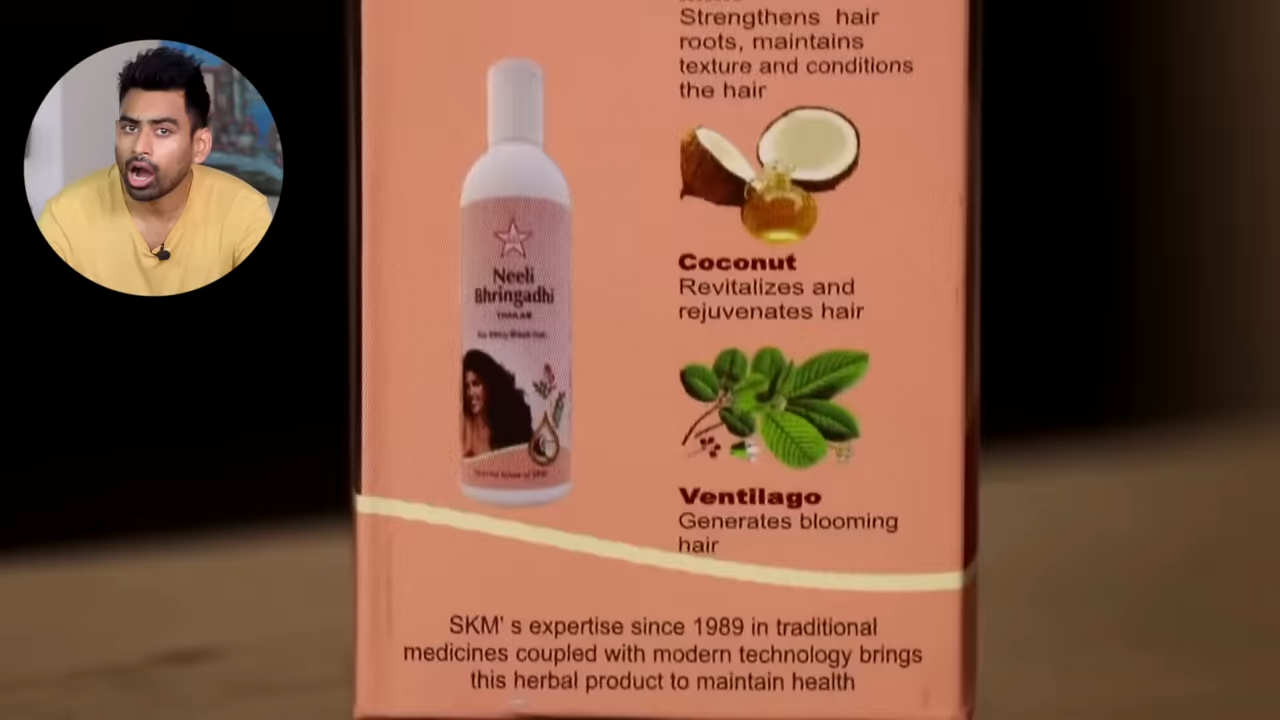 Strengthens hair
roots, maintains
texture and conditions
the hair
Coconut
Revitalizes and
rejuvenates hair
Ventilago
Generates blooming
hair
Neeli
Bhringadhi
SKM' s expertise since 1989 in traditional
medicines coupled with modern technology brings
this herbal product to maintain health